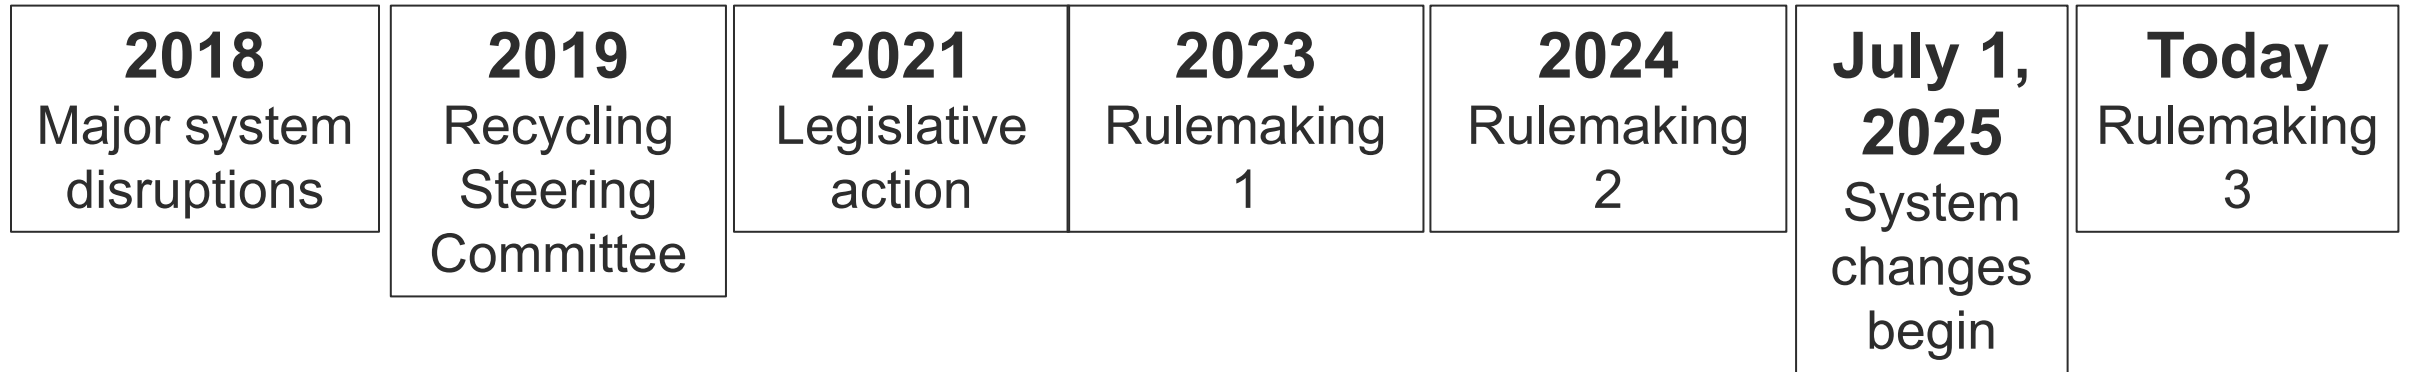 2018
Major system
disruptions
2019
Recycling
Steering
Committee
2021
Legislative
action
2023
Rulemaking
1
2024
Rulemaking
2
July 1,
2025
System
changes
begin
Today
Rulemaking
3